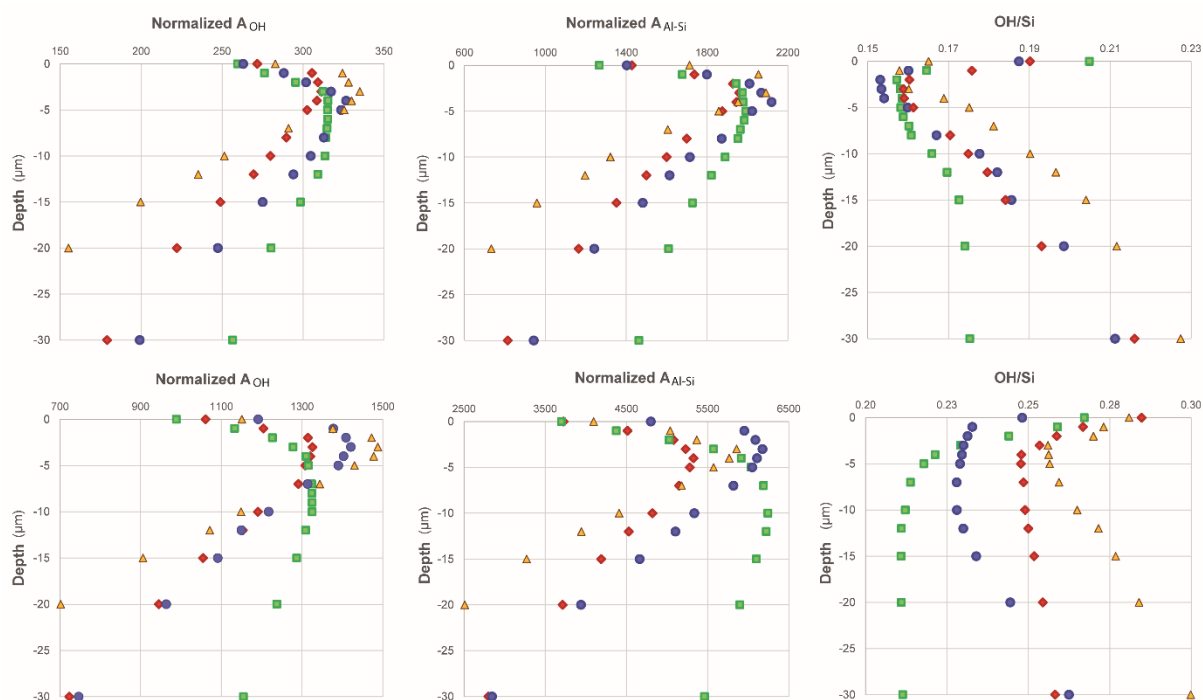 Normalized A OH
150 200 250 300 350
0
-5
-10
-15
-20
-25
-30
Depth (µm)
Normalized A Al-Si
600 1000 1400 1800 2200
0
-5
-10
-15
-20
-25
-30
Depth (µm)
OH/Si
0.15 0.17 0.19 0.21 0.23
0
-5
-10
-15
-20
-25
-30
Depth (µm)
Normalized A OH
700 900 1100 1300 1500
0
-5
-10
-15
-20
-25
-30
Depth (µm)
Normalized A Al-Si
2500 3500 4500 5500 6500
0
-5
-10
-15
-20
-25
-30
Depth (µm)
OH/Si
0.20 0.23 0.25 0.28 0.30
0
-5
-10
-15
-20
-25
-30
Depth (µm)